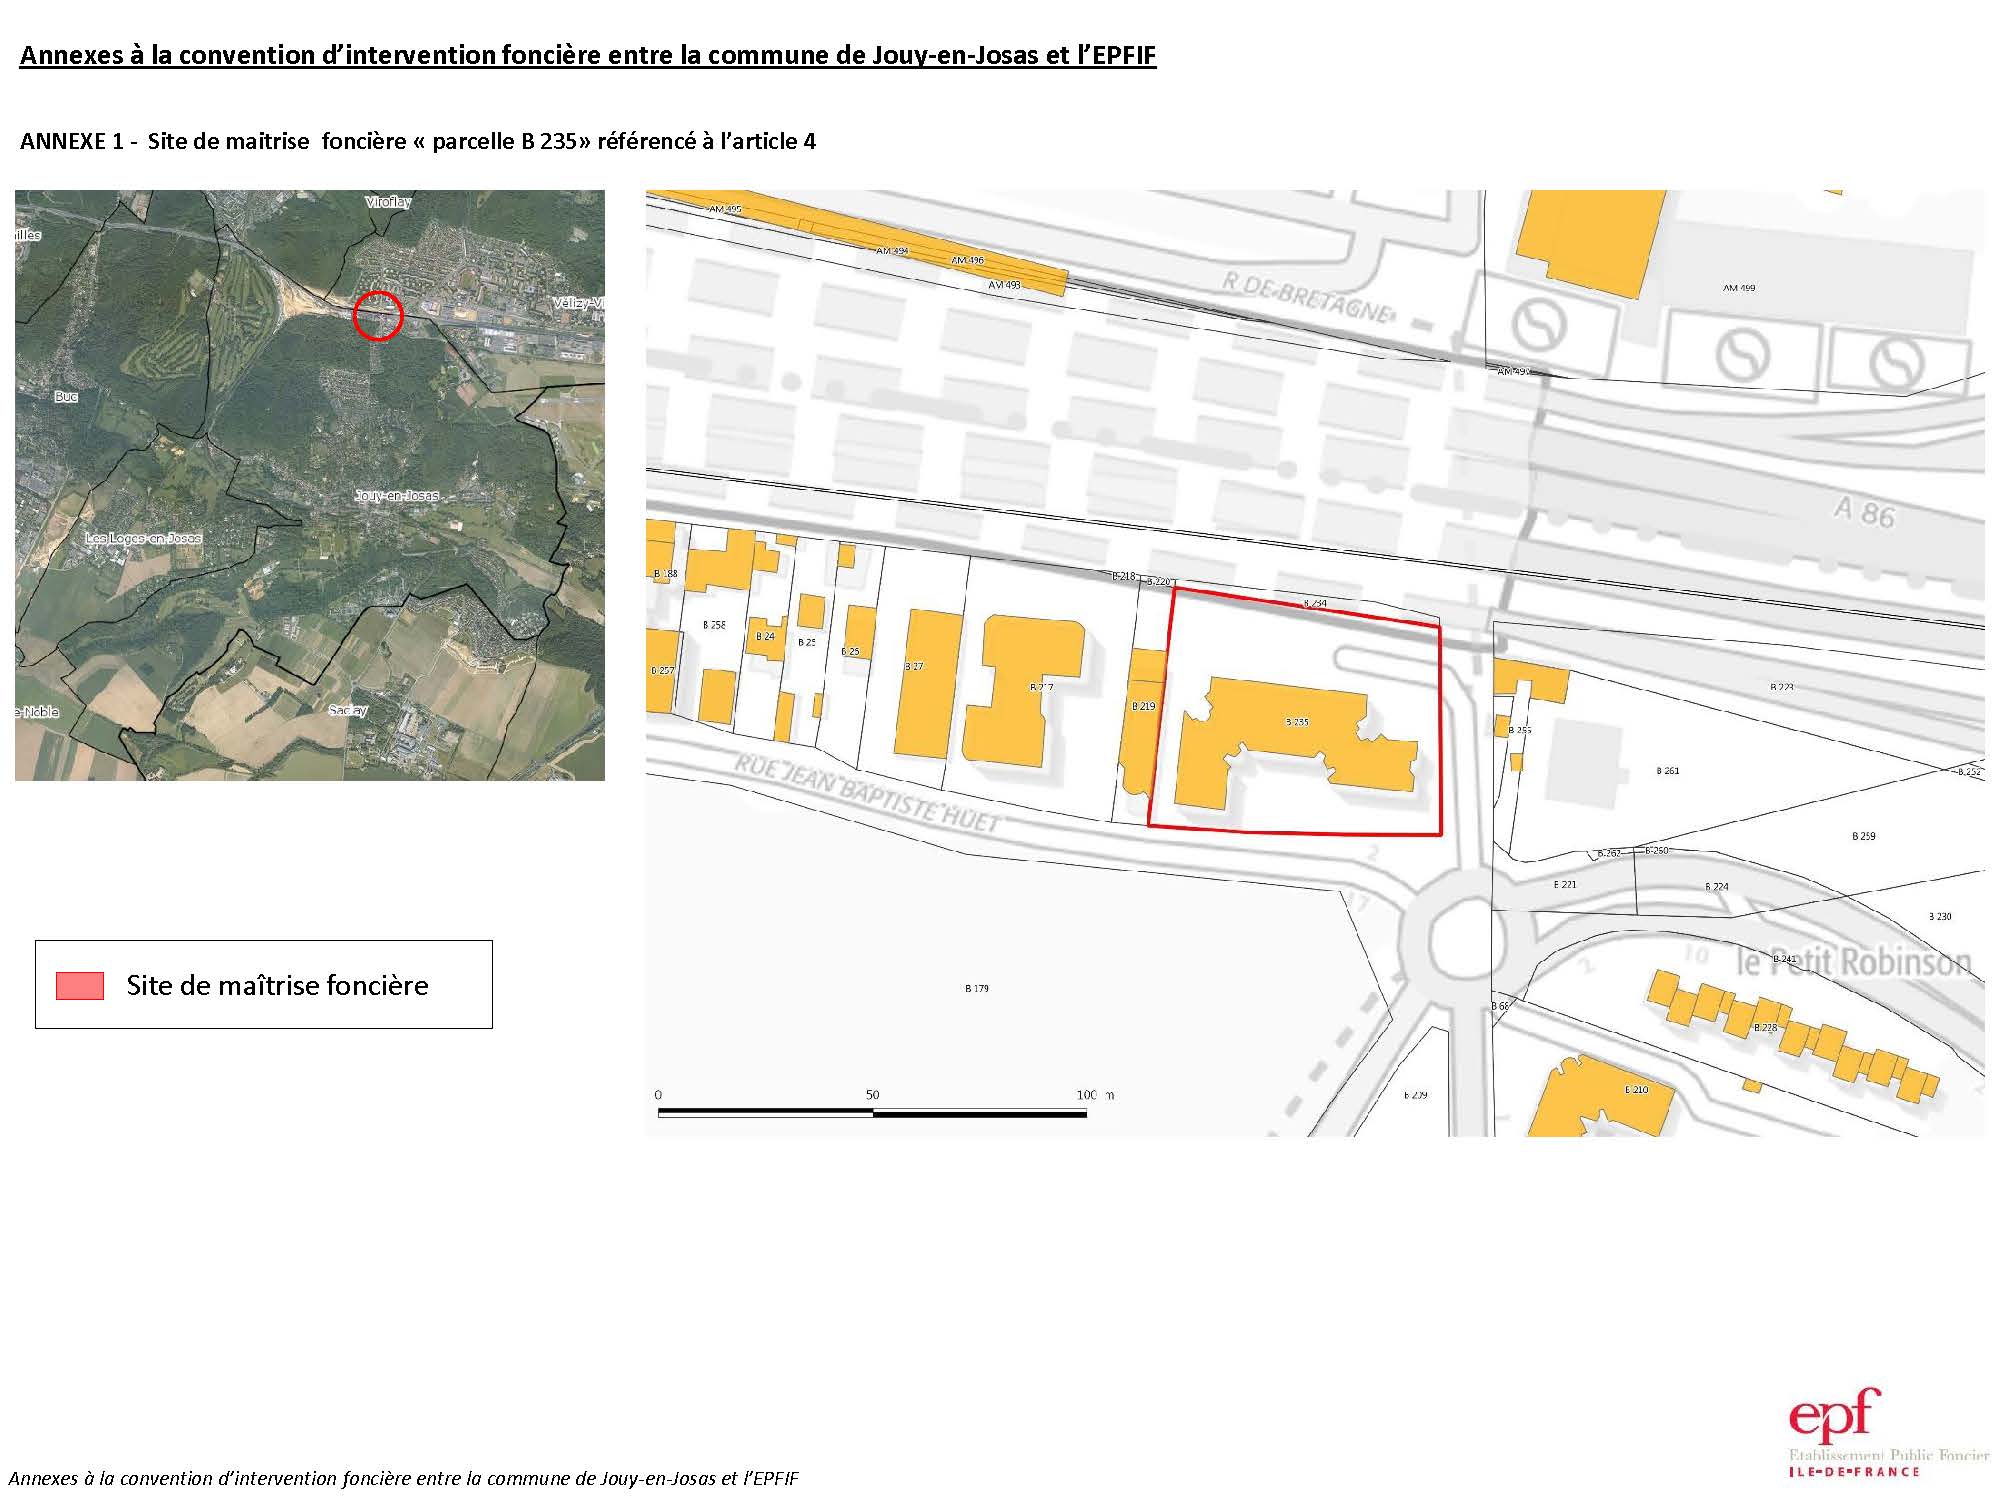 Annexes à la convention d’intervention foncière entre la commune de Jouy-en-Josas et l’EPFIF
ANNEXE 1 - Site de maitrise foncière « parcelle B 235» référencé à l’article 4
Viroflay
illes
Vélizy-Vi
Buc
Jouy-en-Josas
Les Loges-en-Josas
e-Noble
Saclay
AM 495
AM 494
AM 496
AM 493
R DE BRETAGNE
AM 499
AM 497
A 86
B 188
B 218
B 220
B 234
B 258
B 24
B 25
B 25
B 257
B 27
B 217
B 219
B 235
B 223
B 255
B 261
B 252
RUE JEAN BAPTISTE HUET
B 259
2
B 262
B 260
B 221
B 224
17
B 230
le Petit Robinson
10
2
B 241
B 179
B 68
B 228
B 210
B 209
0 50 100 m
Site de maîtrise foncière
epf
Etablissement Public Foncier
ILE-DE-FRANCE
Annexes à la convention d’intervention foncière entre la commune de Jouy-en-Josas et l’EPFIF